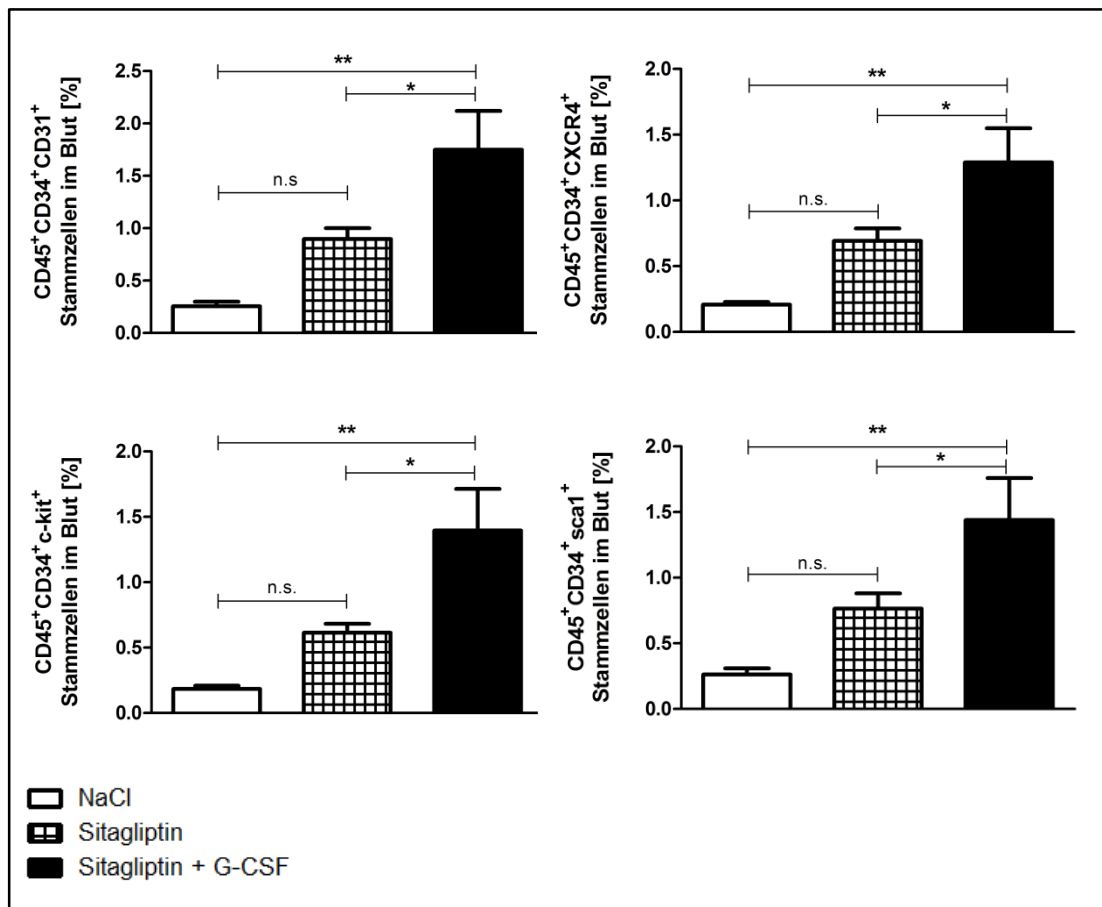 CD45⁺CD34⁺CD31⁺
Stammzellen im Blut [%]
2.5
2.0
1.5
1.0
0.5
0.0
**
*
n.s
CD45⁺CD34⁺CXCR4⁺
Stammzellen im Blut [%]
2.0
1.5
1.0
0.5
0.0
**
*
n.s.
CD45⁺CD34⁺c-kit⁺
Stammzellen im Blut [%]
2.0
1.5
1.0
0.5
0.0
**
*
n.s.
CD45⁺CD34⁺sca1⁺
Stammzellen im Blut [%]
2.0
1.5
1.0
0.5
0.0
**
*
n.s.
NaCl
Sitagliptin
Sitagliptin + G-CSF